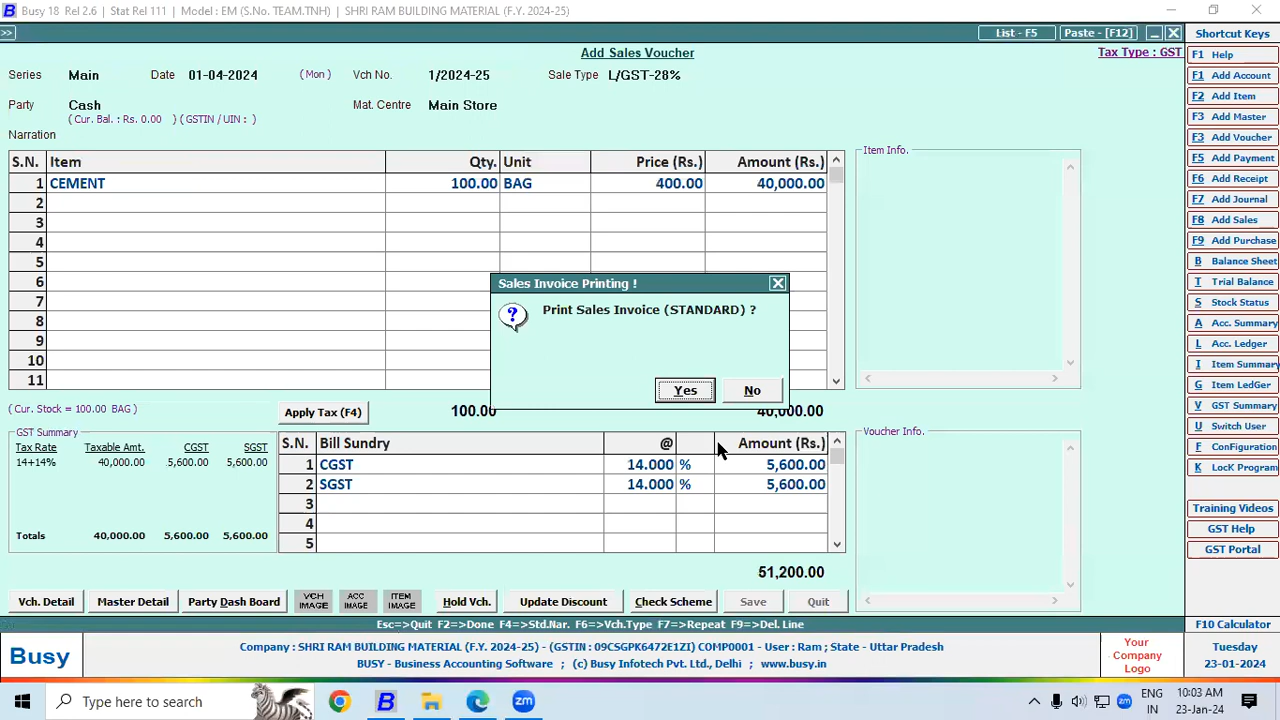 Busy 18 Rel 2.6 | Stat Rel 111 | Model : EM (S.No. TEAM.TNH) | SHRI RAM BUILDING MATERIAL (F.Y. 2024-25)
>> List - F5 Paste - [F12]
Add Sales Voucher
Tax Type : GST
Series Main Date 01-04-2024 (Mon) Vch No. 1/2024-25 Sale Type L/GST-28%
Party Cash Mat. Centre Main Store
(Cur. Bal. : Rs. 0.00 ) (GSTIN / UIN : )
Narration
S.N. Item Qty. Unit Price (Rs.) Amount (Rs.)
1 CEMENT 100.00 BAG 400.00 40,000.00
2
3
4
5
6
7
8
9
10
11
Item Info.
Sales Invoice Printing !
Print Sales Invoice (STANDARD) ?
Yes No
( Cur. Stock = 100.00 BAG ) Apply Tax (F4) 100.00 40,000.00
GST Summary
Tax Rate Taxable Amt. CGST SGST
14+14% 40,000.00 5,600.00 5,600.00
Totals 40,000.00 5,600.00 5,600.00
S.N. Bill Sundry @ Amount (Rs.)
1 CGST 14.000 % 5,600.00
2 SGST 14.000 % 5,600.00
3
4
5
51,200.00
Voucher Info.
Vch. Detail Master Detail Party Dash Board VCH IMAGE ACC IMAGE ITEM IMAGE Hold Vch. Update Discount Check Scheme Save Quit
Esc=>Quit F2=>Done F4=>Std.Nar. F6=>Vch.Type F7=>Repeat F9=>Del. Line
Shortcut Keys
F1 Help
F1 Add Account
F2 Add Item
F3 Add Master
F3 Add Voucher
F5 Add Payment
F6 Add Receipt
F7 Add Journal
F8 Add Sales
F9 Add Purchase
B Balance Sheet
T Trial Balance
S Stock Status
A Acc. Summary
L Acc. Ledger
I Item Summary
G Item LedGer
V GST Summary
U Switch User
F ConFiguration
K LocK Program
Training Videos
GST Help
GST Portal
F10 Calculator
Busy
Company : SHRI RAM BUILDING MATERIAL (F.Y. 2024-25) - (GSTIN : 09CSGPK6472E1ZI) COMP0001 - User : Ram ; State - Uttar Pradesh
BUSY - Business Accounting Software ; (c) Busy Infotech Pvt. Ltd., Delhi ; www.busy.in
Your
Company
Logo
Tuesday
23-01-2024
Type here to search
ENG
IN
10:03 AM
23-Jan-24